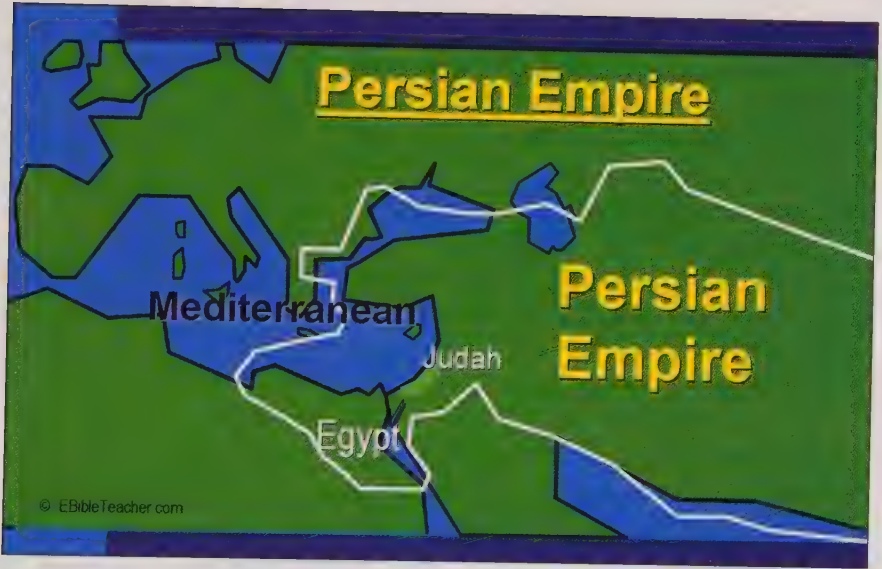 Persian Empire
Persian
Empire
Mediterranean
Judah
Egypt
© EBibleTeacher.com